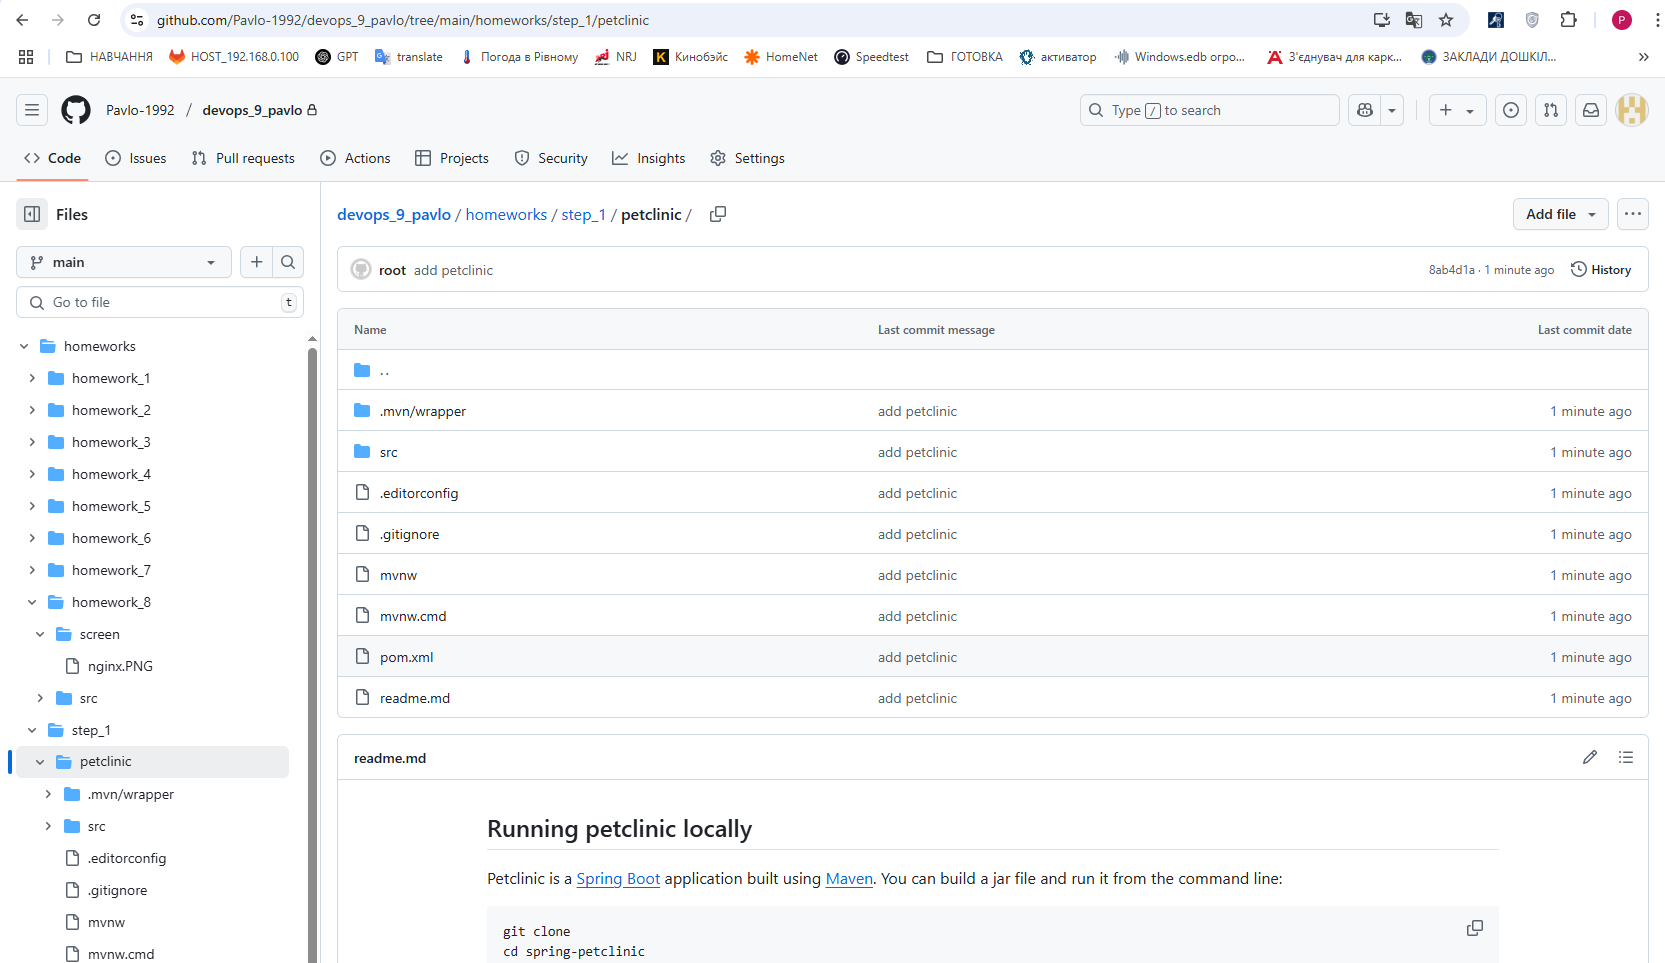 github.com/Pavlo-1992/devops_9_pavlo/tree/main/homeworks/step_1/petclinic
P
НАВЧАННЯ
HOST_192.168.0.100
GPT
translate
Погода в Рівному
NRJ
Кинобэйс
HomeNet
Speedtest
ГОТОВКА
активатор
Windows.edb огро...
З'єднувач для карк...
ЗАКЛАДИ ДОШКІЛ...
Pavlo-1992 / devops_9_pavlo
Type / to search
Code
Issues
Pull requests
Actions
Projects
Security
Insights
Settings
Files
main
Go to file
t
homeworks
homework_1
homework_2
homework_3
homework_4
homework_5
homework_6
homework_7
homework_8
screen
nginx.PNG
src
step_1
petclinic
.mvn/wrapper
src
.editorconfig
.gitignore
mvnw
mvnw.cmd
devops_9_pavlo / homeworks / step_1 / petclinic /
Add file
root add petclinic
8ab4d1a · 1 minute ago
History
Name Last commit message Last commit date
..
.mvn/wrapper add petclinic 1 minute ago
src add petclinic 1 minute ago
.editorconfig add petclinic 1 minute ago
.gitignore add petclinic 1 minute ago
mvnw add petclinic 1 minute ago
mvnw.cmd add petclinic 1 minute ago
pom.xml add petclinic 1 minute ago
readme.md add petclinic 1 minute ago
readme.md
Running petclinic locally
Petclinic is a Spring Boot application built using Maven. You can build a jar file and run it from the command line:
git clone
cd spring-petclinic